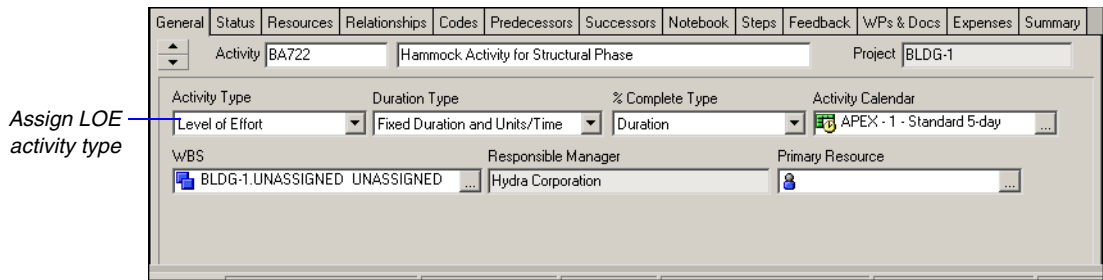 General Status Resources Relationships Codes Predecessors Successors Notebook Steps Feedback WPs & Docs Expenses Summary
Activity BA722 Hammock Activity for Structural Phase Project BLDG-1
Assign LOE
activity type
Activity Type Duration Type % Complete Type Activity Calendar
Level of Effort Fixed Duration and Units/Time Duration APEX - 1 - Standard 5-day ...
WBS Responsible Manager Primary Resource
BLDG-1.UNASSIGNED UNASSIGNED ... Hydra Corporation ...